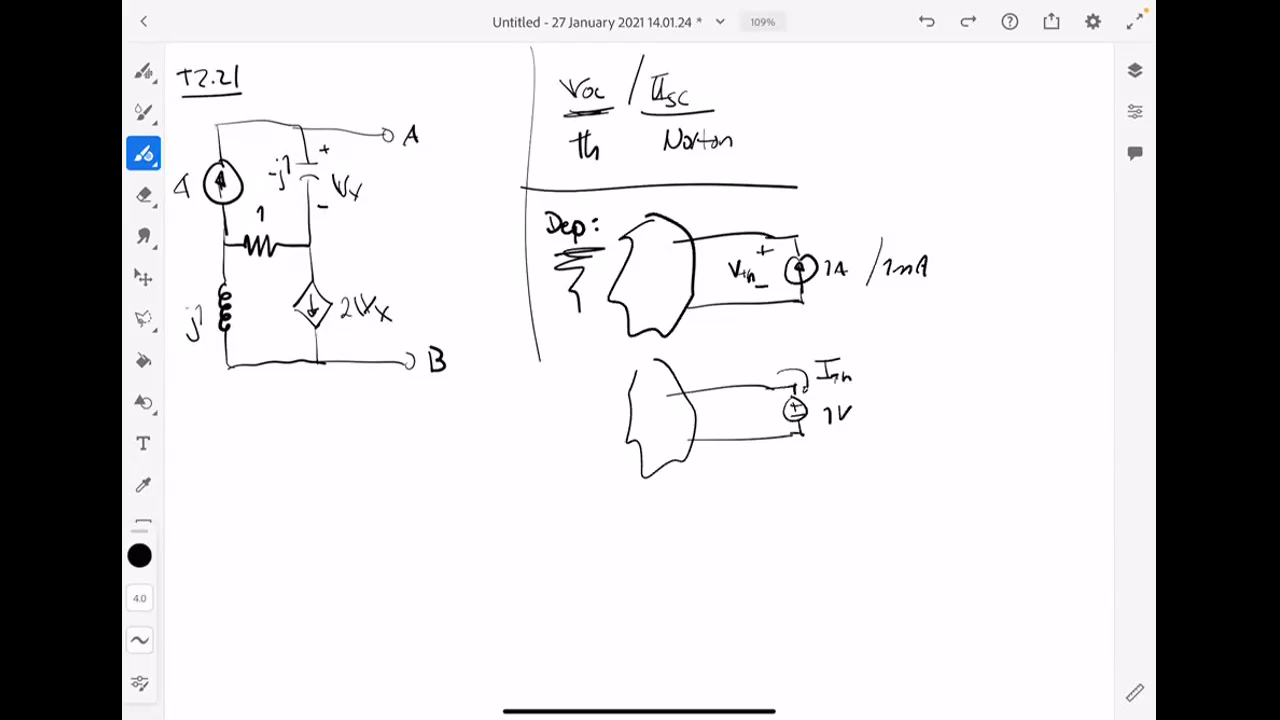 Untitled - 27 January 2021 14.01.24 *
109%
T2.21
A
+
-j1
Vx
-
1
j1
2Vx
B
Voc / Isc
th Norton
Dep:
+
Vth
-
1A / 1mA
Ith
+
1V
T
4.0